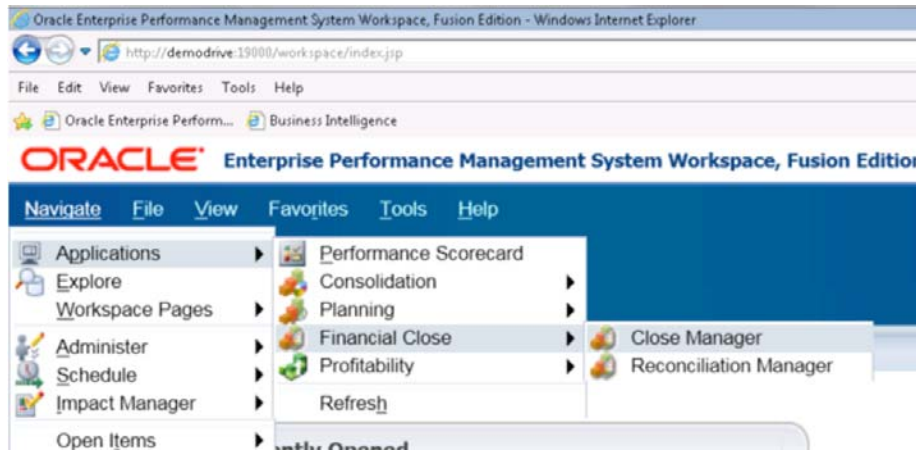 Oracle Enterprise Performance Management System Workspace, Fusion Edition - Windows Internet Explorer
http://demodrive:19000/workspace/index.jsp
File Edit View Favorites Tools Help
Oracle Enterprise Perform... Business Intelligence
ORACLE Enterprise Performance Management System Workspace, Fusion Edition
Navigate File View Favorites Tools Help
Applications Performance Scorecard
Explore Consolidation
Workspace Pages Planning
Administer Financial Close Close Manager
Schedule Profitability Reconciliation Manager
Impact Manager Refresh
Open Items ently Opened